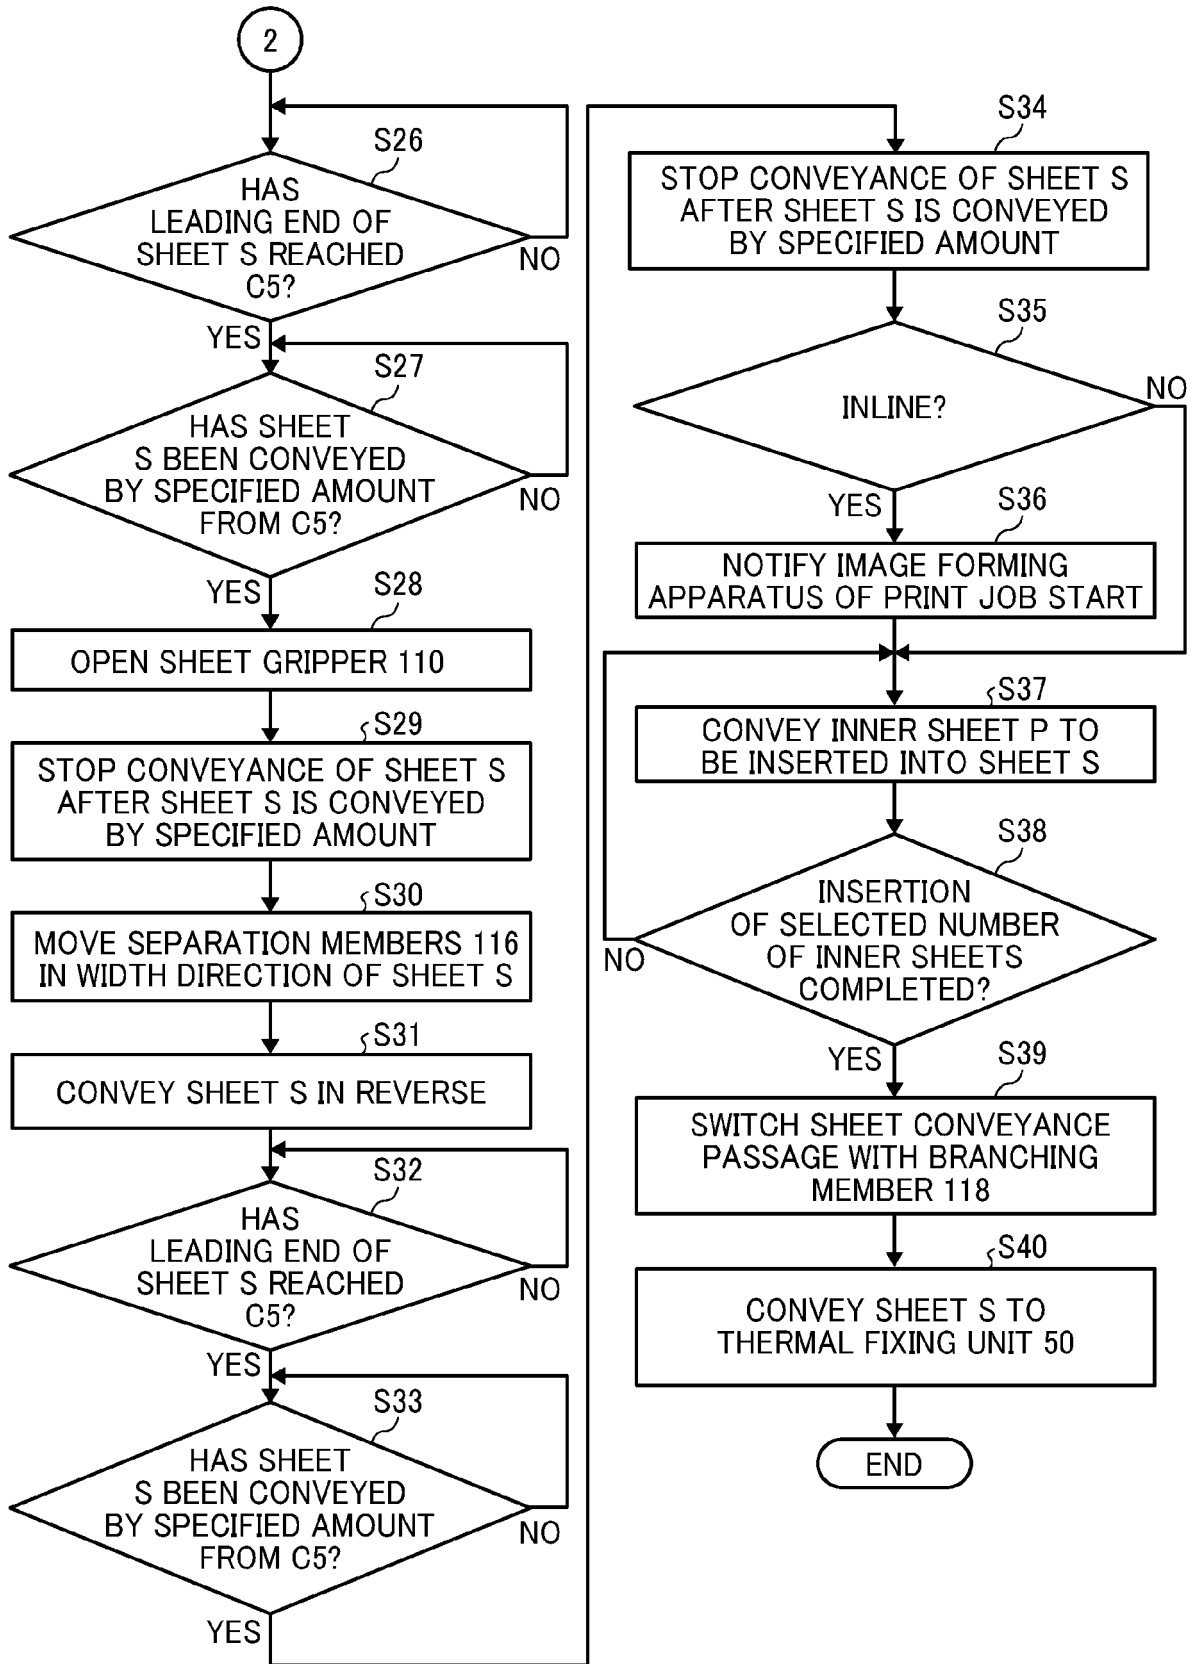 2
S26
HAS
LEADING END OF
SHEET S REACHED
C5?
NO
YES
S27
HAS SHEET
S BEEN CONVEYED
BY SPECIFIED AMOUNT
FROM C5?
NO
YES
S28
OPEN SHEET GRIPPER 110
S29
STOP CONVEYANCE OF SHEET S
AFTER SHEET S IS CONVEYED
BY SPECIFIED AMOUNT
S30
MOVE SEPARATION MEMBERS 116
IN WIDTH DIRECTION OF SHEET S
S31
CONVEY SHEET S IN REVERSE
S32
HAS
LEADING END OF
SHEET S REACHED
C5?
NO
YES
S33
HAS SHEET
S BEEN CONVEYED
BY SPECIFIED AMOUNT
FROM C5?
NO
YES
S34
STOP CONVEYANCE OF SHEET S
AFTER SHEET S IS CONVEYED
BY SPECIFIED AMOUNT
S35
INLINE?
NO
YES
S36
NOTIFY IMAGE FORMING
APPARATUS OF PRINT JOB START
S37
CONVEY INNER SHEET P TO
BE INSERTED INTO SHEET S
S38
INSERTION
OF SELECTED NUMBER
OF INNER SHEETS
COMPLETED?
NO
YES
S39
SWITCH SHEET CONVEYANCE
PASSAGE WITH BRANCHING
MEMBER 118
S40
CONVEY SHEET S TO
THERMAL FIXING UNIT 50
END